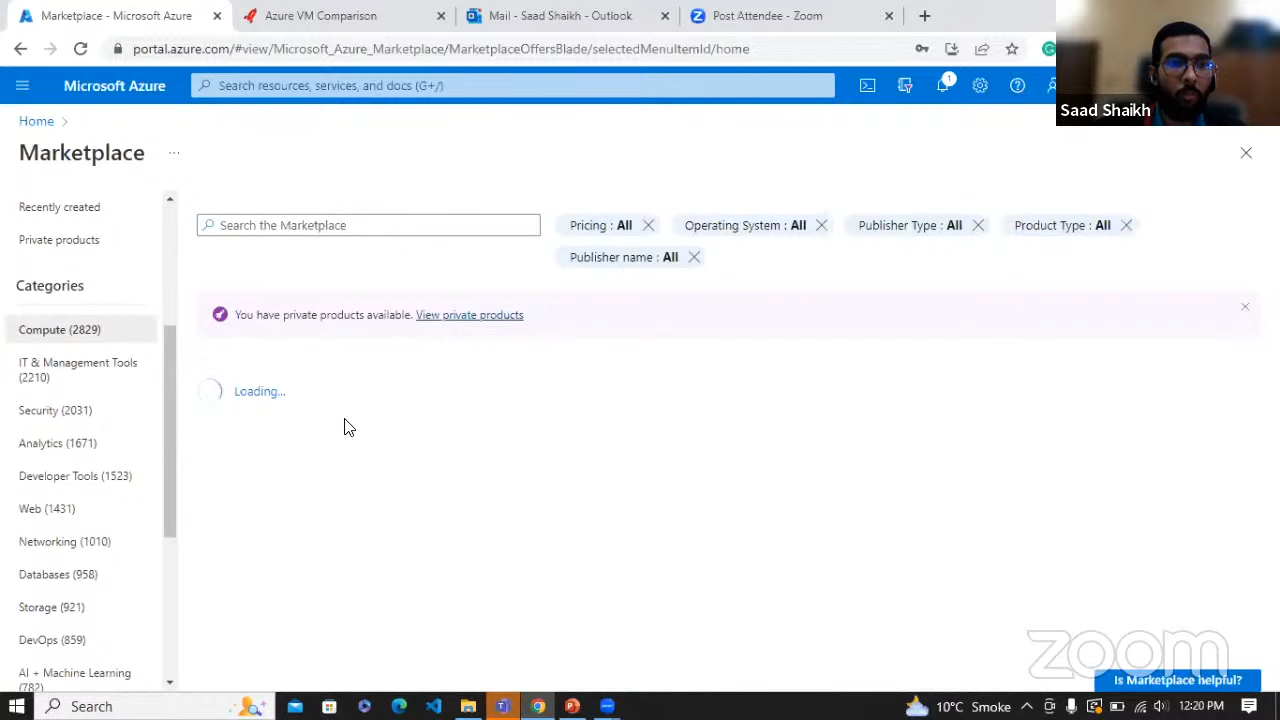 Marketplace - Microsoft Azure
Azure VM Comparison
Mail - Saad Shaikh - Outlook
Post Attendee - Zoom
portal.azure.com/#view/Microsoft_Azure_Marketplace/MarketplaceOffersBlade/selectedMenuItemId/home
Microsoft Azure
Search resources, services, and docs (G+/)
1
Saad Shaikh
Home
Marketplace
Recently created
Private products
Categories
Compute (2829)
IT & Management Tools
(2210)
Security (2031)
Analytics (1671)
Developer Tools (1523)
Web (1431)
Networking (1010)
Databases (958)
Storage (921)
DevOps (859)
AI + Machine Learning
(782)
Search the Marketplace
Pricing : All
Operating System : All
Publisher Type : All
Product Type : All
Publisher name : All
You have private products available. View private products
Loading...
zoom
Is Marketplace helpful?
Search
10°C Smoke
12:20 PM